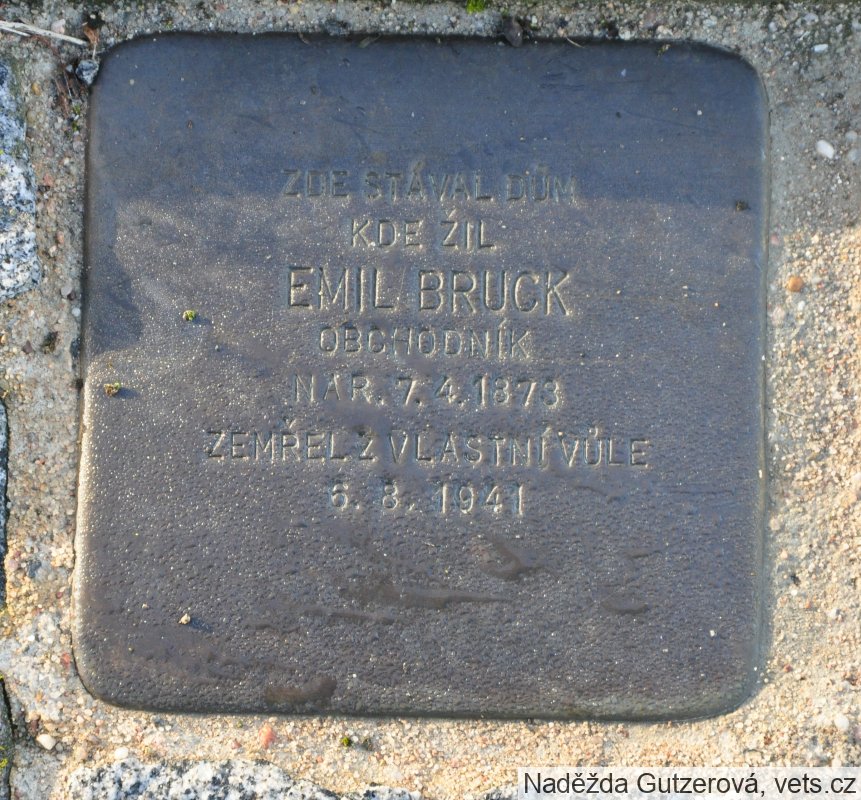 ZDE STÁVAL DŮM
KDE ŽIL
EMIL BRUCK
OBCHODNÍK
NAR. 7. 4. 1873
ZEMŘEL Z VLASTNÍ VŮLE
6. 8. 1941
Naděžda Gutzerová, vets.cz